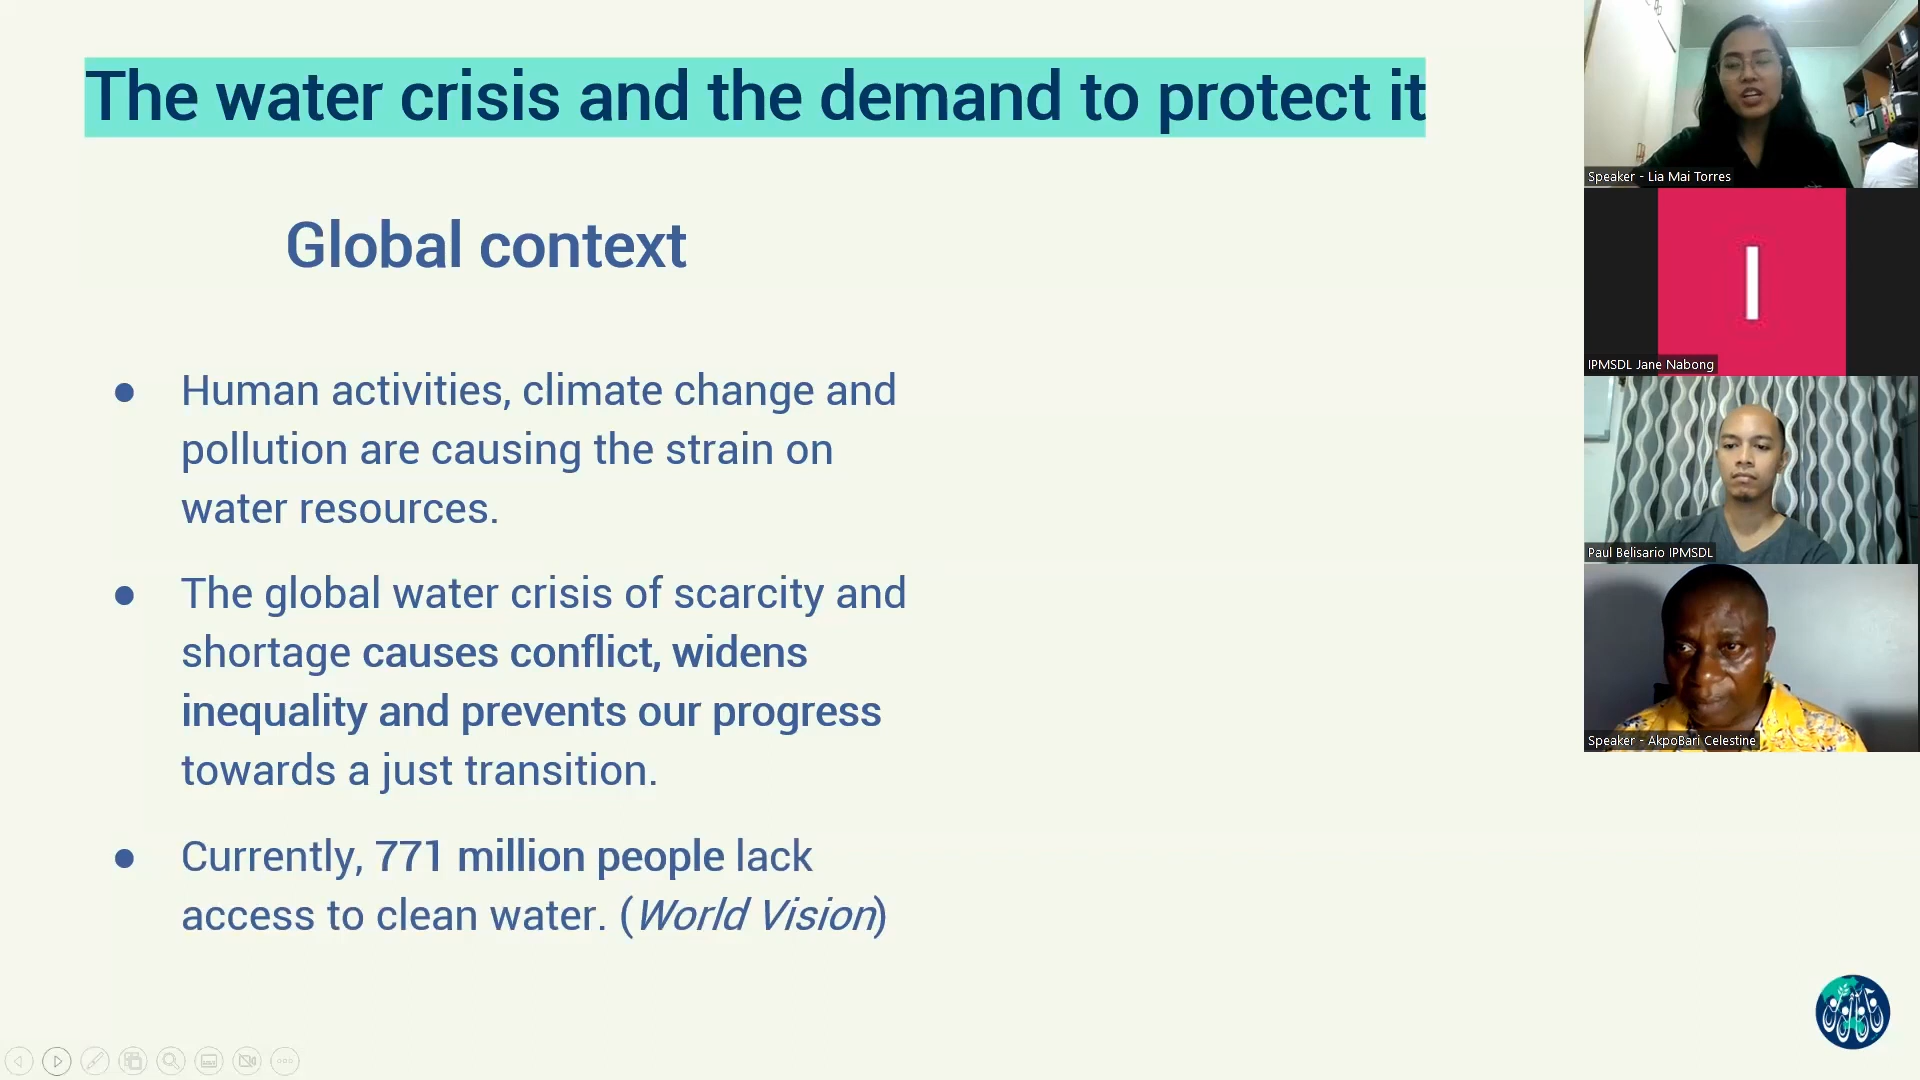 The water crisis and the demand to protect it
Global context
● Human activities, climate change and
pollution are causing the strain on
water resources.
● The global water crisis of scarcity and
shortage causes conflict, widens
inequality and prevents our progress
towards a just transition.
● Currently, 771 million people lack
access to clean water. (World Vision)
Speaker - Lia Mai Torres
I
IPMSDL Jane Nabong
Paul Belisario IPMSDL
Speaker - AkpoBari Celestine